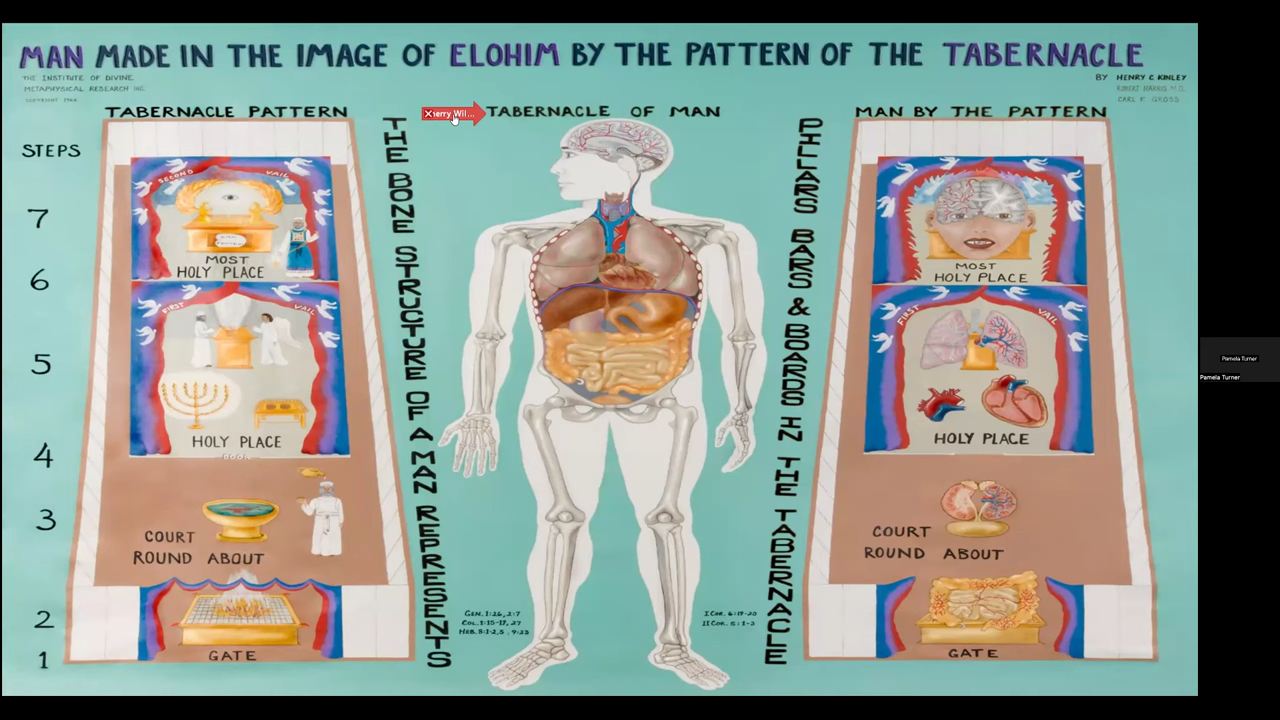 MAN MADE IN THE IMAGE OF ELOHIM BY THE PATTERN OF THE TABERNACLE
THE INSTITUTE OF DIVINE
METAPHYSICAL RESEARCH INC.
BY HENRY C KINLEY
ROBERT HARRIS M.D.
CARL F. GROSS
TABERNACLE PATTERN
TABERNACLE OF MAN
MAN BY THE PATTERN
STEPS
7
6
5
4
3
2
1
SECOND VAIL
MOST
HOLY PLACE
FIRST VAIL
HOLY PLACE
COURT
ROUND ABOUT
GATE
THE BONE STRUCTURE OF A MAN REPRESENTS
erry Wil...
GEN. 1:26, 2:7
COL. 1:15-17, 27
HEB. 8:1-2,5, 9:23
I COR. 6:19-20
II COR. 5:1-2
PILLARS BARS & BOARDS IN THE TABERNACLE
MOST
HOLY PLACE
FIRST VAIL
HOLY PLACE
COURT
ROUND ABOUT
GATE
Pamela Turner
Pamela Turner